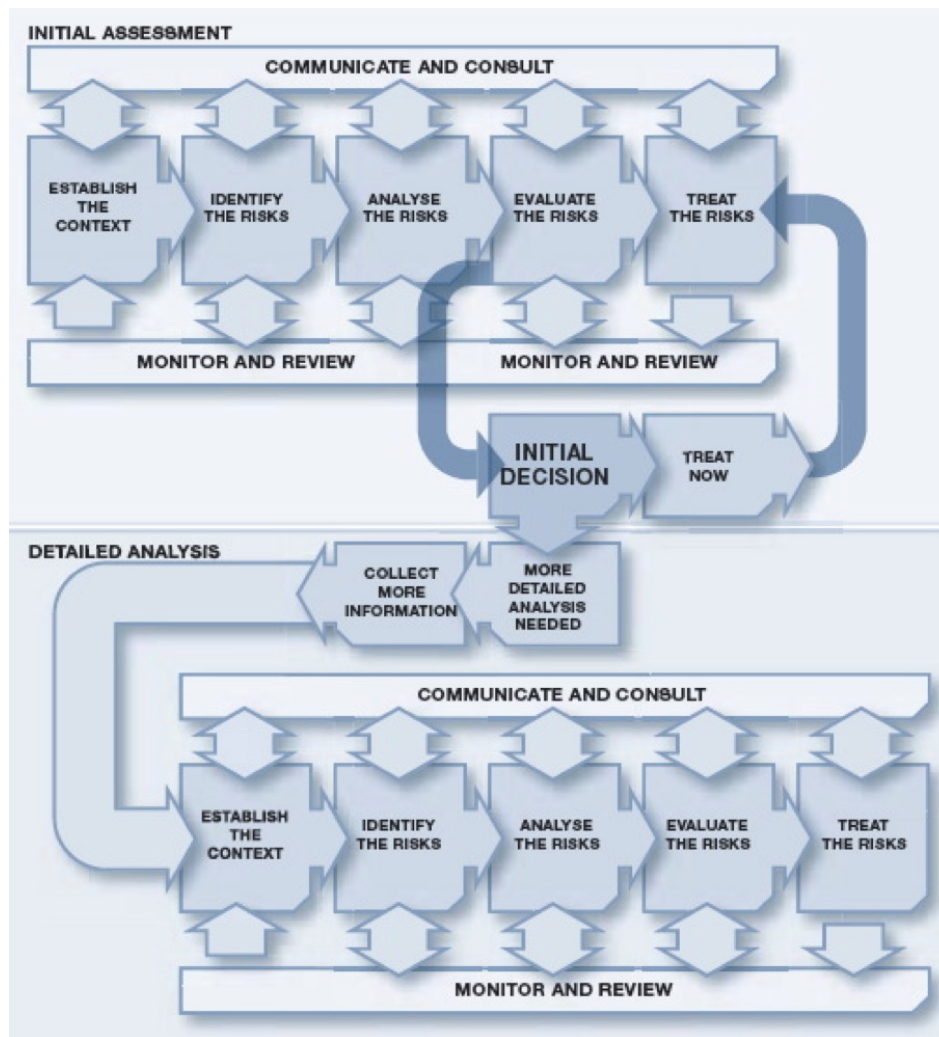 INITIAL ASSESSMENT
COMMUNICATE AND CONSULT
ESTABLISH
THE
CONTEXT
IDENTIFY
THE RISKS
ANALYSE
THE RISKS
EVALUATE
THE RISKS
TREAT
THE RISKS
MONITOR AND REVIEW
MONITOR AND REVIEW
INITIAL
DECISION
TREAT
NOW
DETAILED ANALYSIS
COLLECT
MORE
INFORMATION
MORE
DETAILED
ANALYSIS
NEEDED
COMMUNICATE AND CONSULT
ESTABLISH
THE
CONTEXT
IDENTIFY
THE RISKS
ANALYSE
THE RISKS
EVALUATE
THE RISKS
TREAT
THE RISKS
MONITOR AND REVIEW